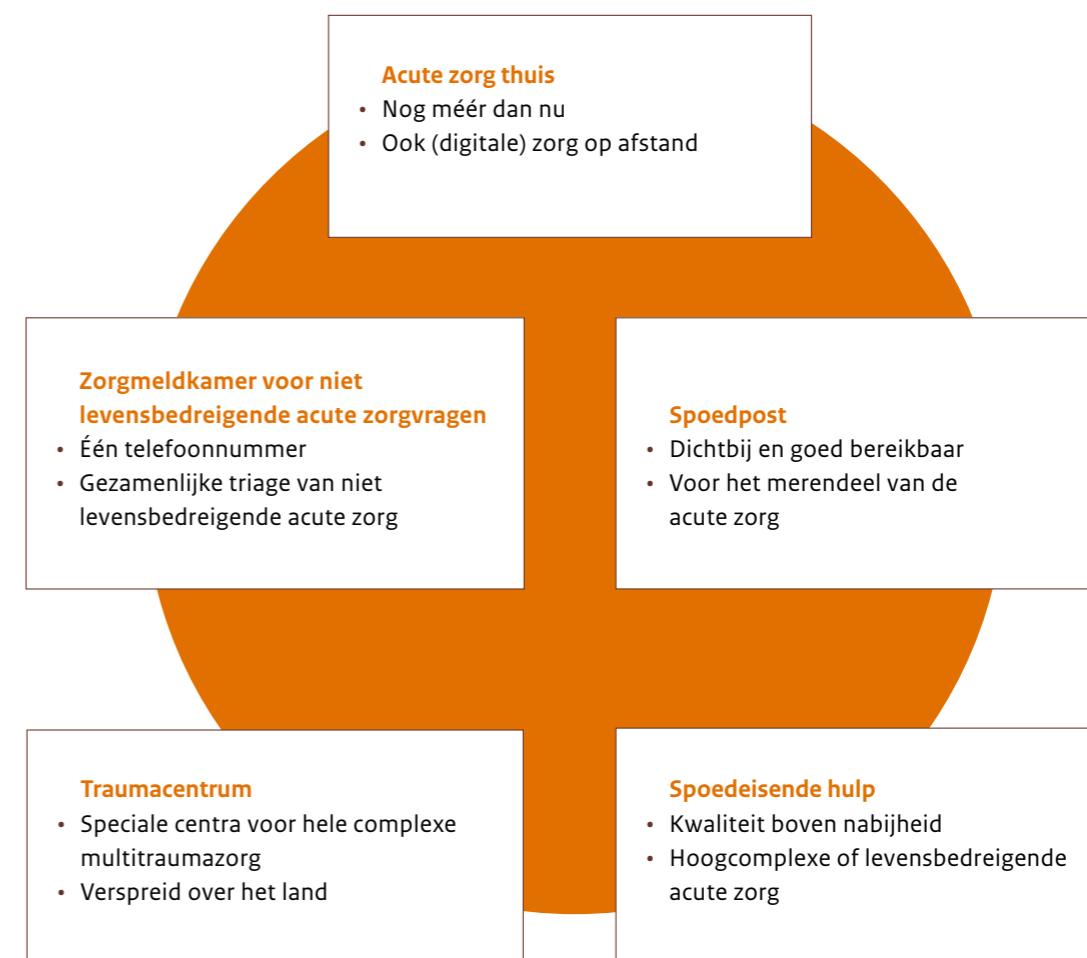 Acute zorg thuis
• Nog méér dan nu
• Ook (digitale) zorg op afstand
Zorgmeldkamer voor niet
levensbedreigende acute zorgvragen
• Één telefoonnummer
• Gezamenlijke triage van niet
levensbedreigende acute zorg
Spoedpost
• Dichtbij en goed bereikbaar
• Voor het merendeel van de
acute zorg
Traumacentrum
• Speciale centra voor hele complexe
multitraumazorg
• Verspreid over het land
Spoedeisende hulp
• Kwaliteit boven nabijheid
• Hoogcomplexe of levensbedreigende
acute zorg